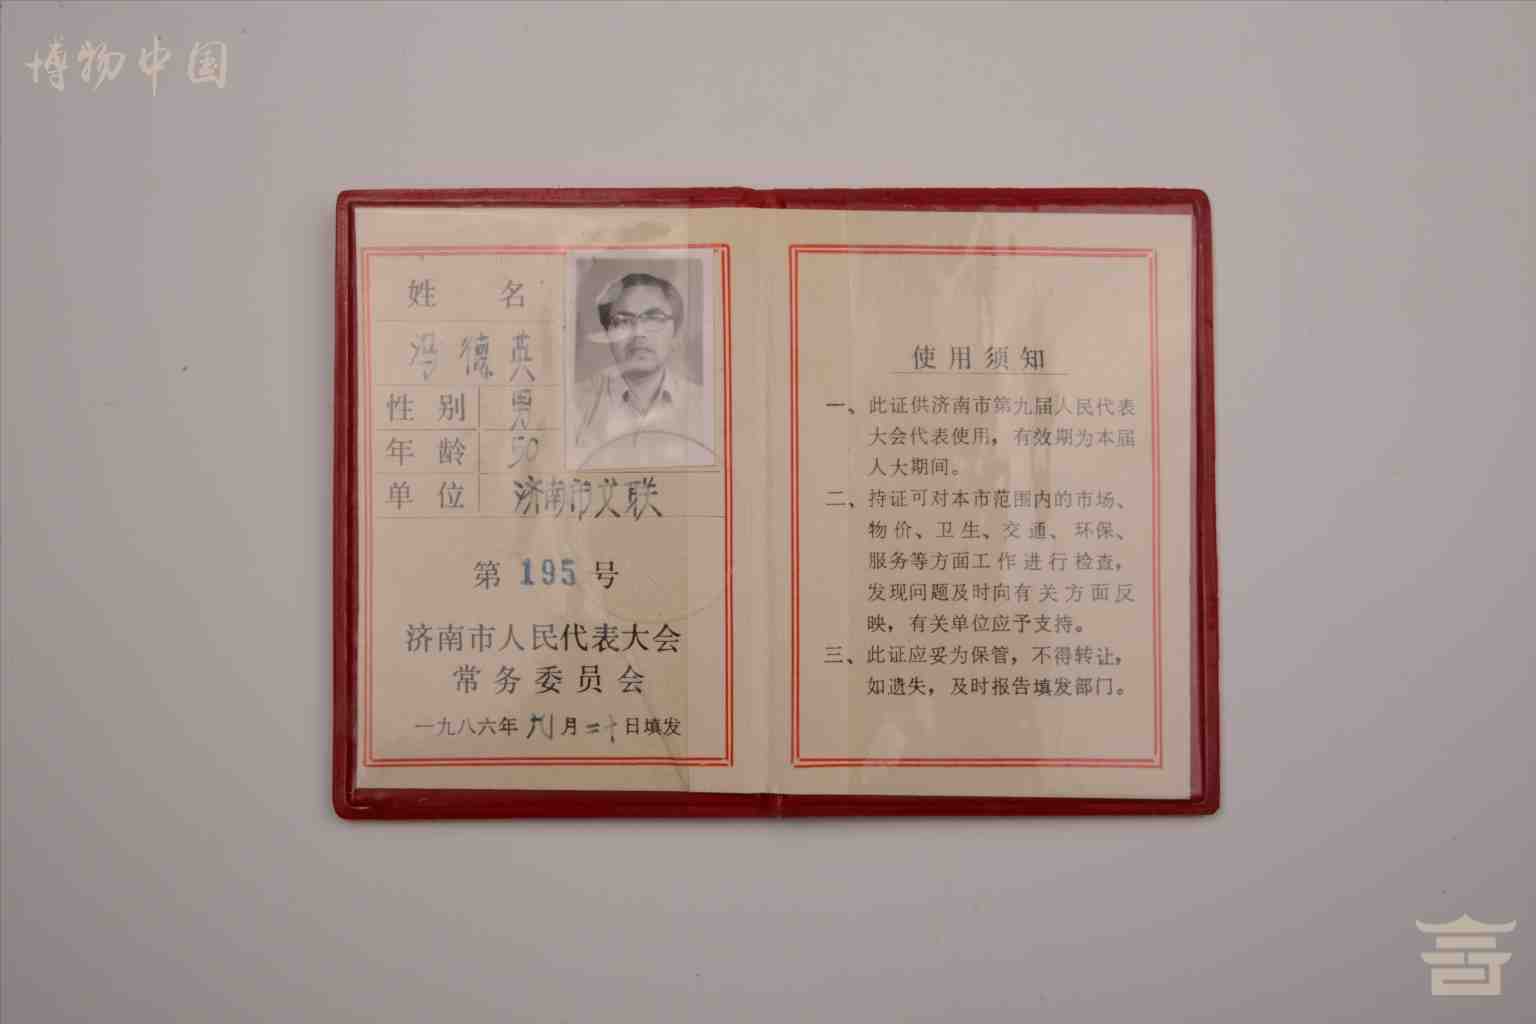 博物中国
姓 名
冯德英
性别 男
年龄 50
单位 济南市文联
第 195 号
济南市人民代表大会
常务委员会
一九八六年九月二十日填发
使用须知
一、此证供济南市第九届人民代表
大会代表使用，有效期为本届
人大期间。
二、持证可对本市范围内的市场、
物价、卫生、交通、环保、
服务等方面工作进行检查，
发现问题及时向有关方面反
映，有关单位应予支持。
三、此证应妥为保管，不得转让，
如遗失，及时报告填发部门。